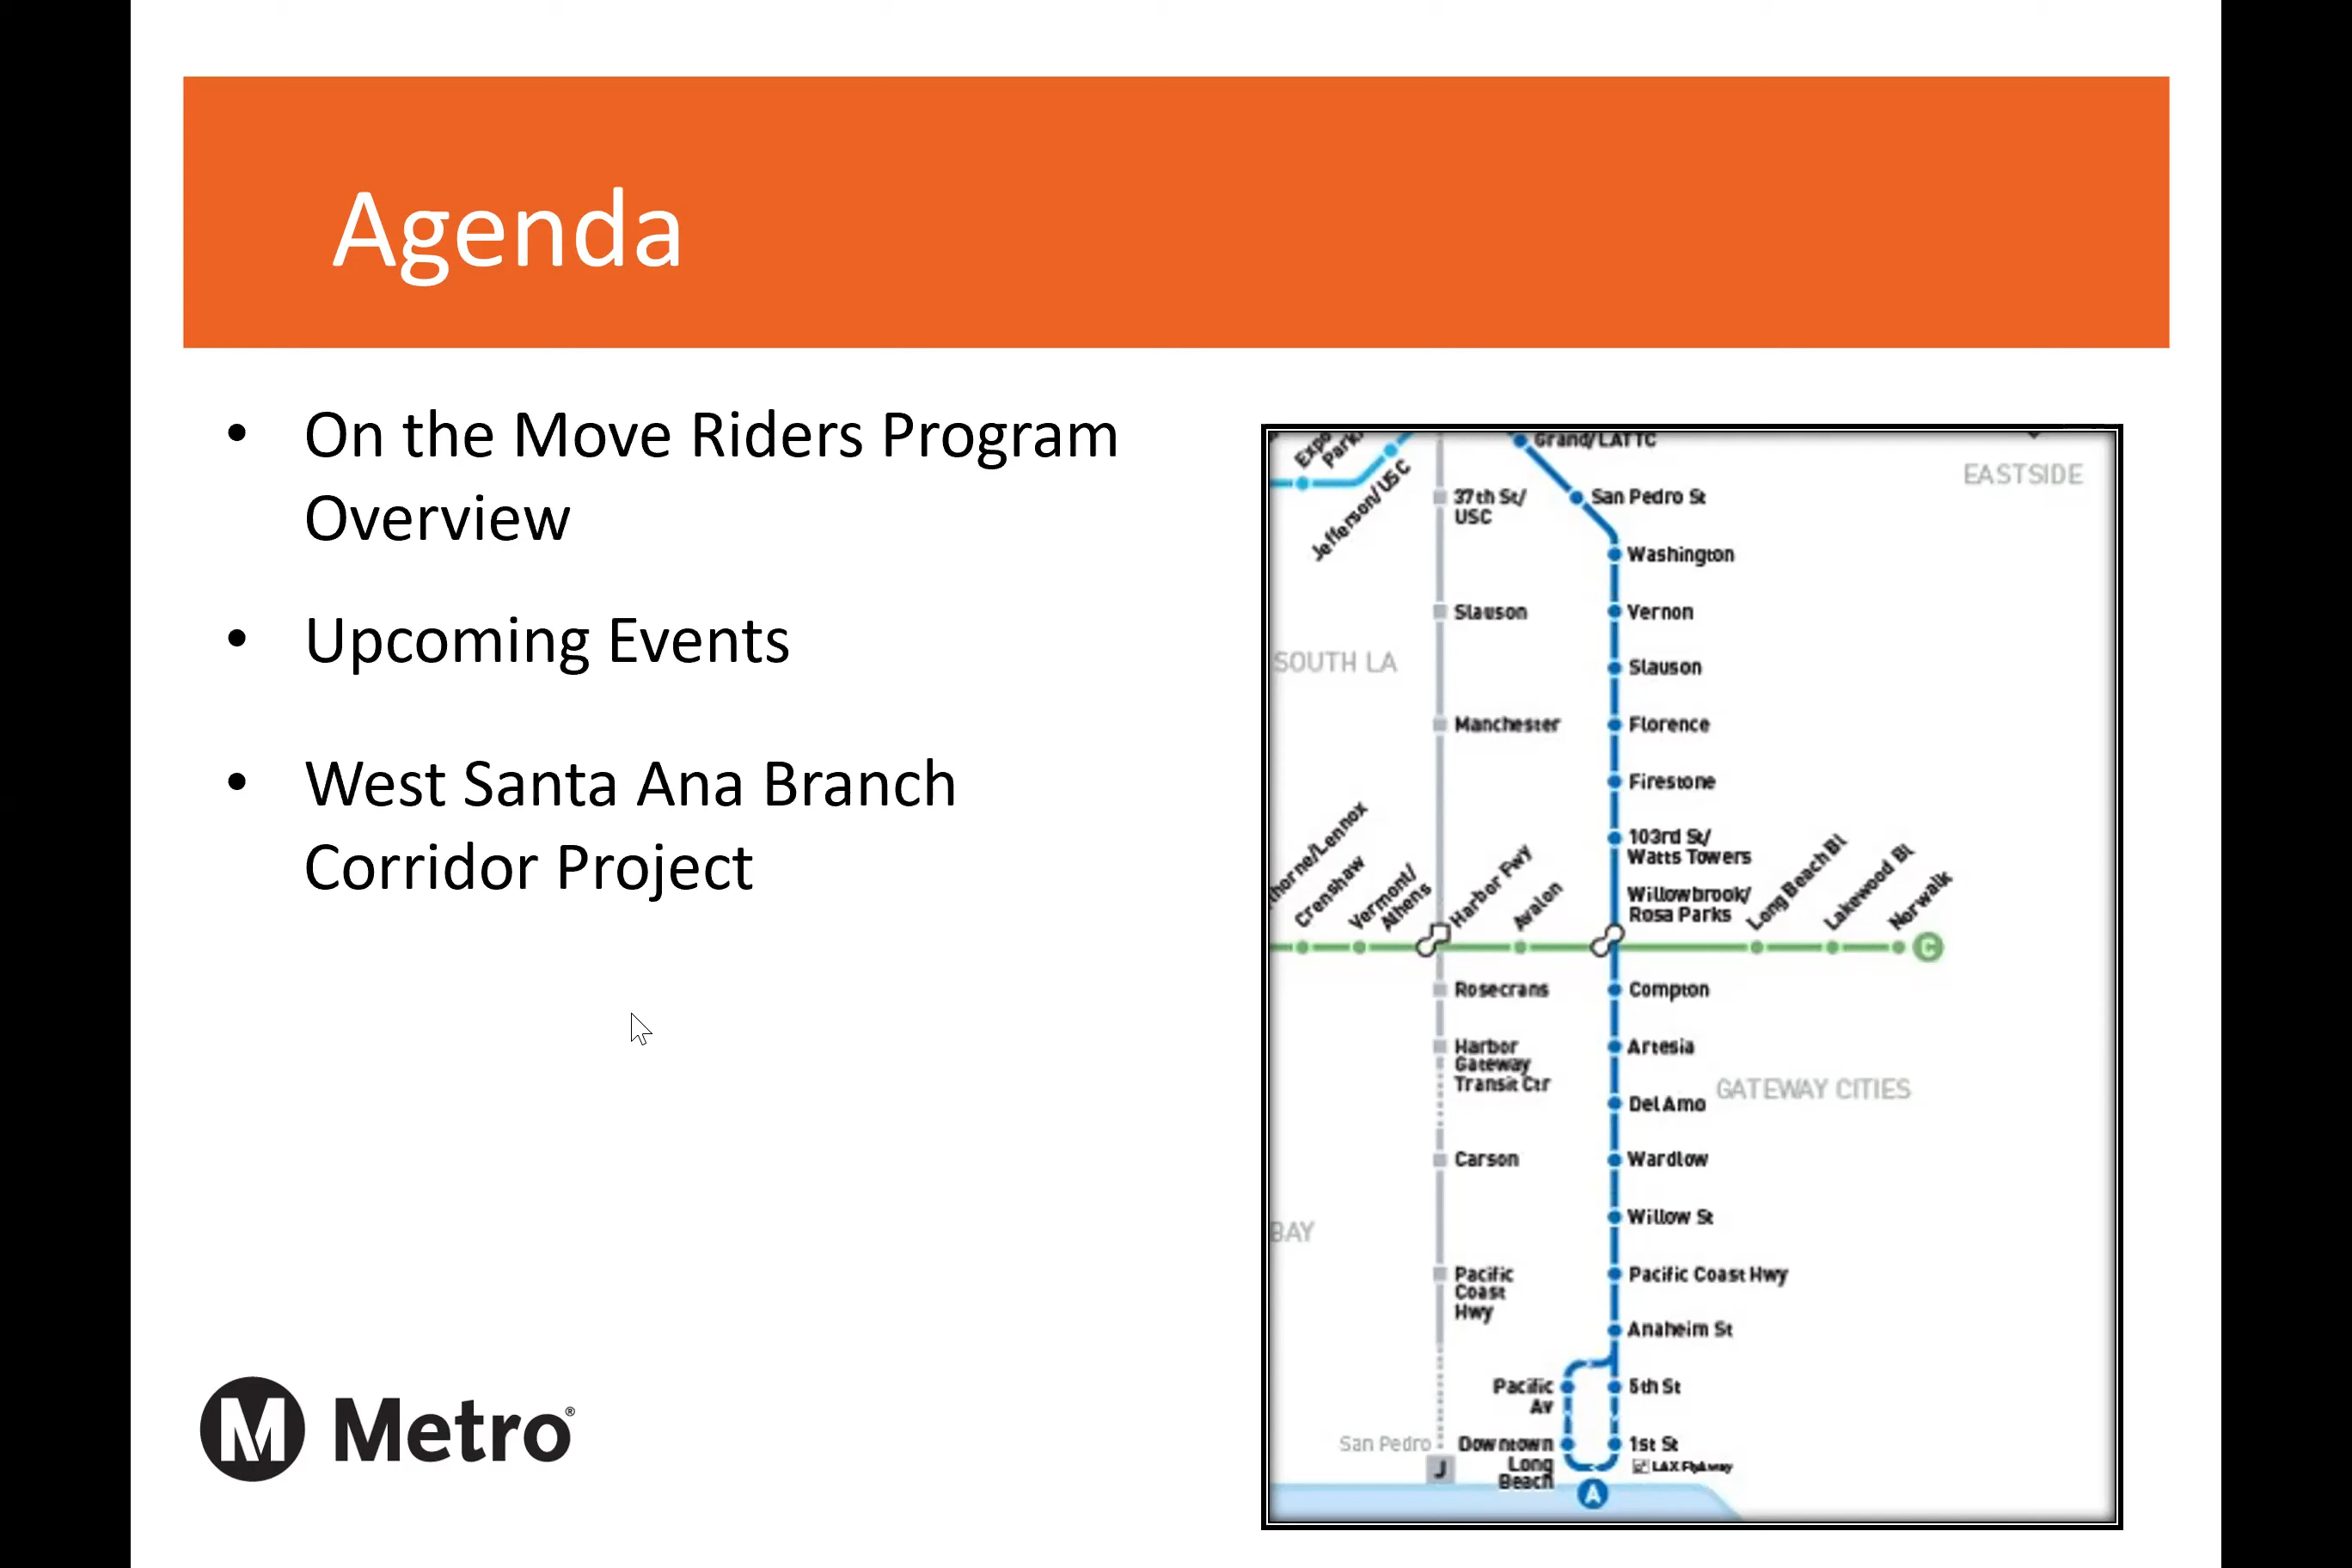 Agenda
• On the Move Riders Program
Overview
• Upcoming Events
• West Santa Ana Branch
Corridor Project
M Metro®
Expo
Park/
Jefferson/USC
37th St/
USC
Slauson
SOUTH LA
Manchester
Grand/LATTC
San Pedro St
Washington
Vernon
Slauson
Florence
Firestone
103rd St/
Watts Towers
Willowbrook/
Rosa Parks
EASTSIDE
Crenshaw
Vermont/
Athens
Harbor Fwy
Avalon
Long Beach Bl
Lakewood Bl
Norwalk
C
Rosecrans
Harbor
Gateway
Transit Ctr
Carson
BAY
Pacific
Coast
Hwy
Compton
Artesia
Del Amo
GATEWAY CITIES
Wardlow
Willow St
Pacific Coast Hwy
Anaheim St
Pacific
Av
5th St
San Pedro
Downtown
Long
Beach
1st St
LAX FlyAway
J
A